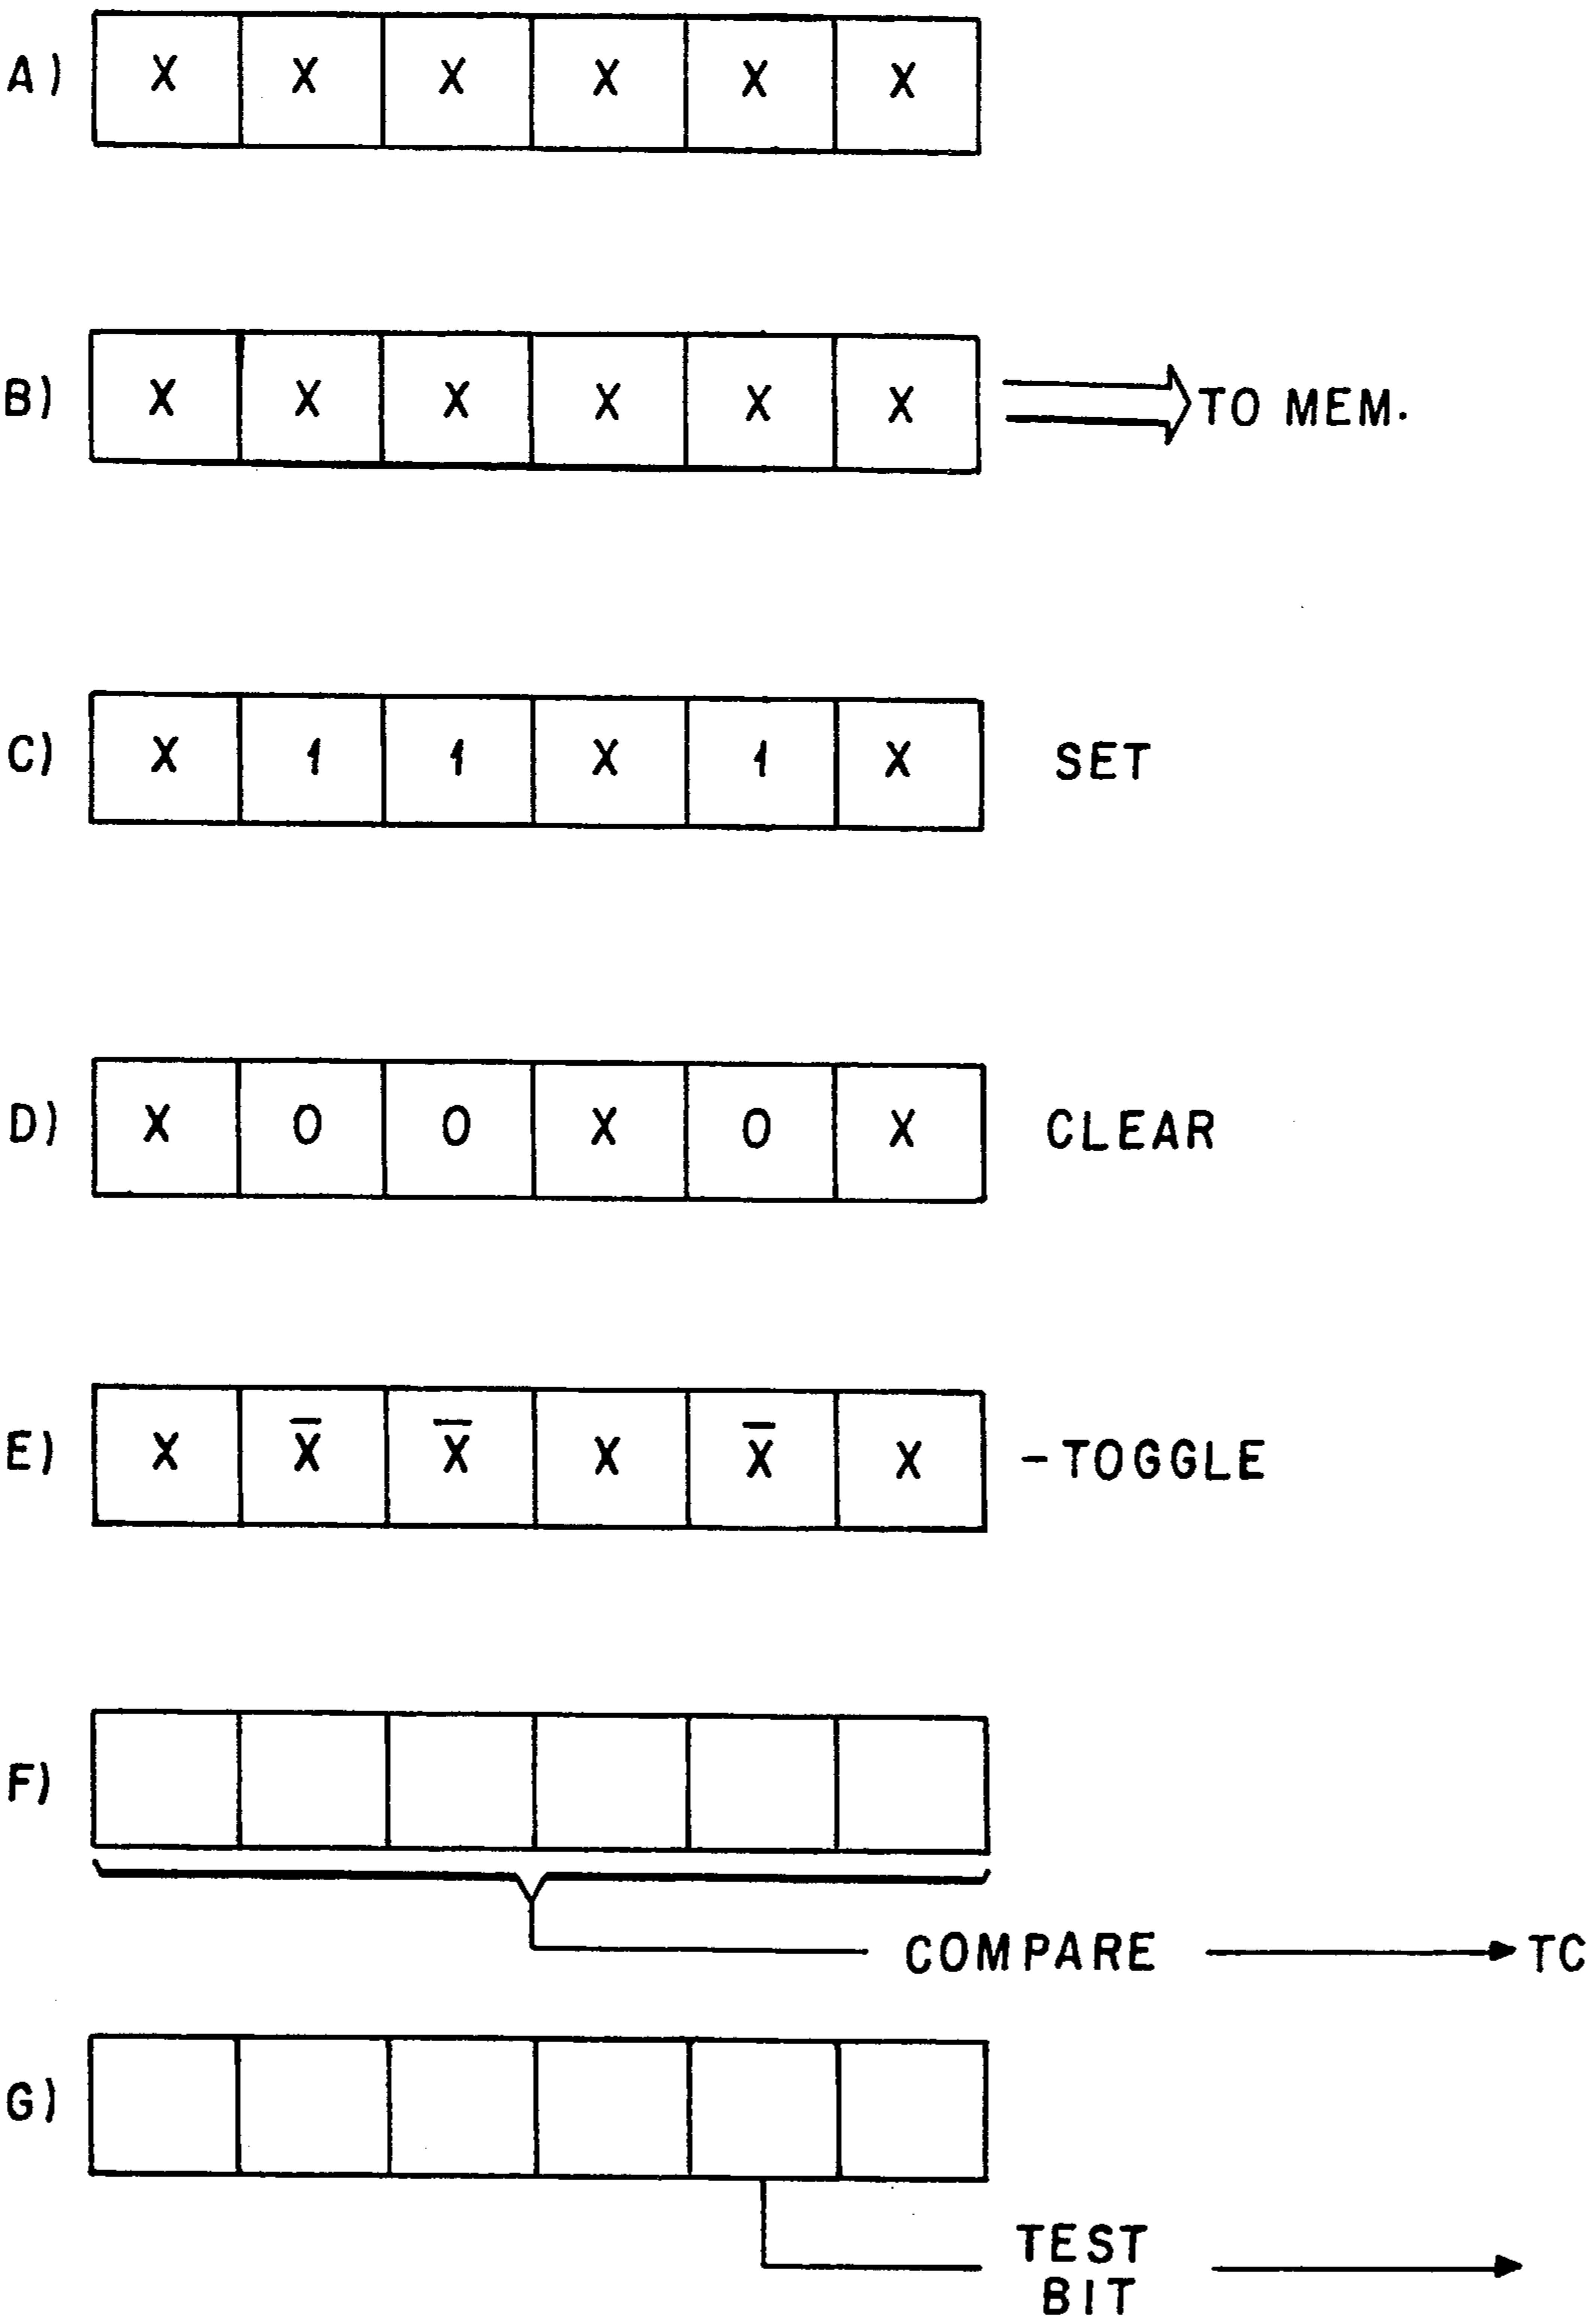 A) X X X X X X
B) X X X X X X TO MEM.
C) X 1 1 X 1 X SET
D) X 0 0 X 0 X CLEAR
E) X X̅ X̅ X X̅ X -TOGGLE
F)
COMPARE TC
G)
TEST
BIT